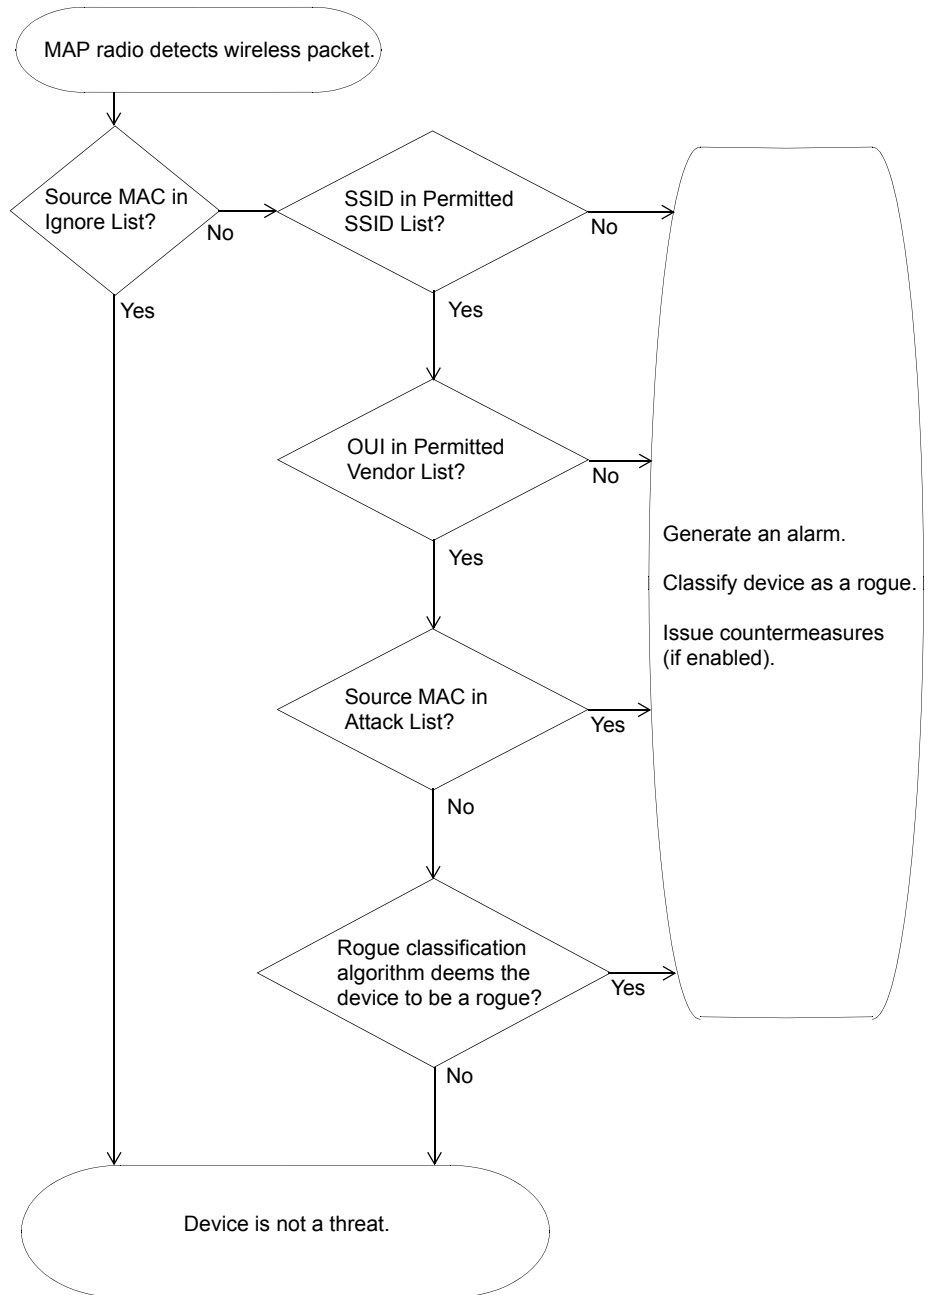 MAP radio detects wireless packet.
Source MAC in
Ignore List?
No
Yes
SSID in Permitted
SSID List?
No
Yes
OUI in Permitted
Vendor List?
No
Yes
Source MAC in
Attack List?
Yes
No
Rogue classification
algorithm deems the
device to be a rogue?
Yes
No
Generate an alarm.
Classify device as a rogue.
Issue countermeasures
(if enabled).
Device is not a threat.